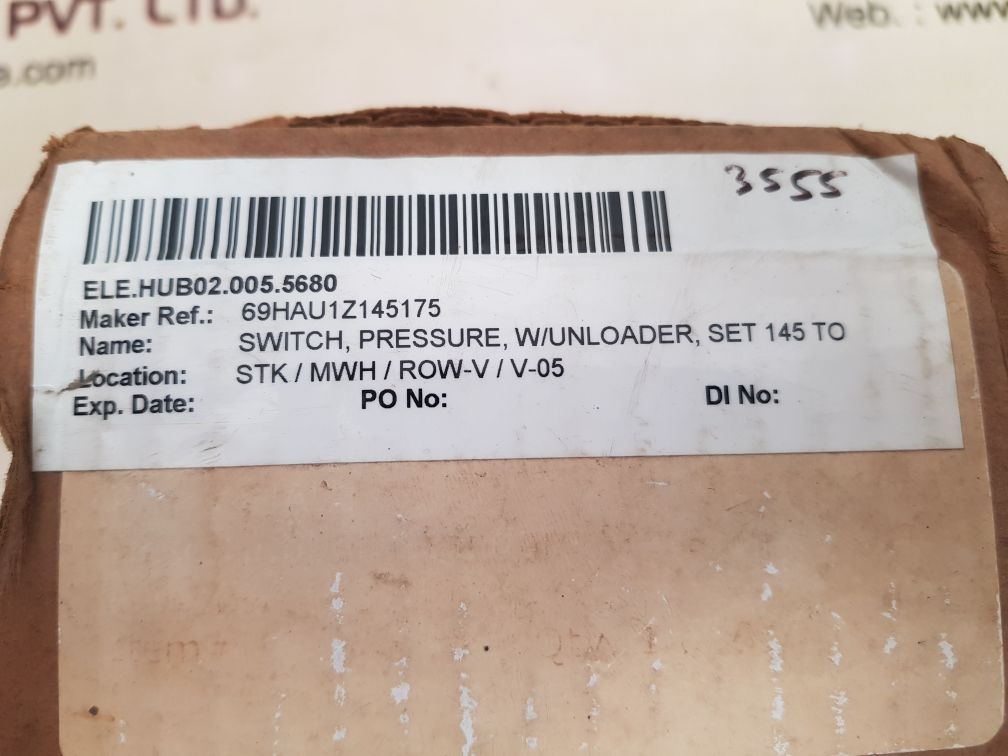 PVT. LTD.
Web. : www
e.com
3555
ELE.HUB02.005.5680
Maker Ref.: 69HAU1Z145175
Name: SWITCH, PRESSURE, W/UNLOADER, SET 145 TO
Location: STK / MWH / ROW-V / V-05
Exp. Date: PO No: DI No: